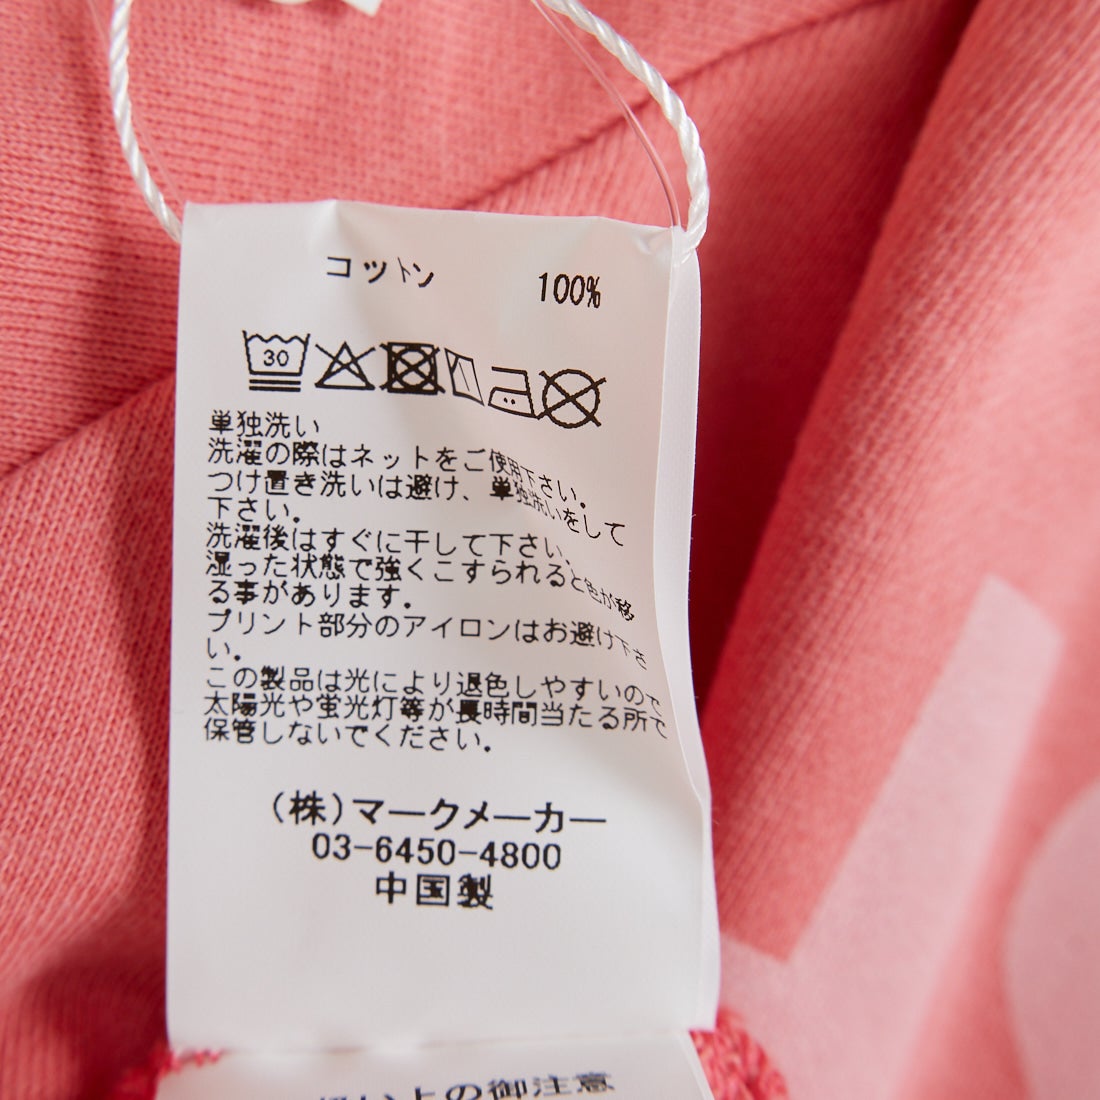 コットン 100%
30
単独洗い
洗濯の際はネットをご使用下さい。
つけ置き洗いは避け、単独洗いをして
下さい。
洗濯後はすぐに干して下さい。
湿った状態で強くこすられると色が移
る事があります。
プリント部分のアイロンはお避け下さ
い。
この製品は光により退色しやすいので
太陽光や蛍光灯等が長時間当たる所で
保管しないでください。
(株)マークメーカー
03-6450-4800
中国製
の御注意